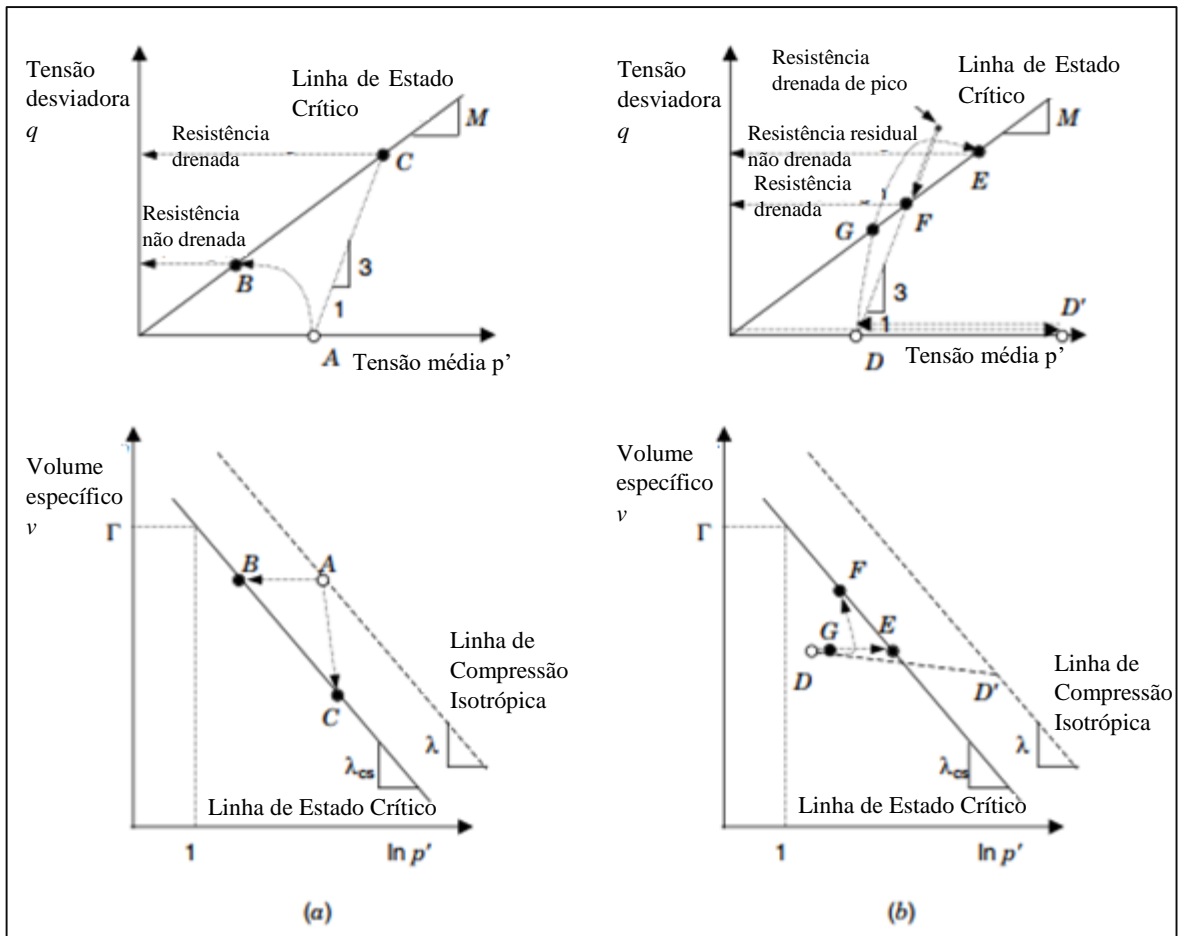 Tensão
desviadora
q
Linha de Estado
Crítico
M
Resistência
drenada
C
Resistência
não drenada
B
3
1
A
Tensão média p’
Tensão
desviadora
q
Resistência
drenada de pico
Linha de Estado
Crítico
M
Resistência residual
não drenada
E
Resistência
drenada
F
G
3
1
D'
D
Tensão média p’
Volume
específico
v
Γ
B
A
C
Linha de
Compressão
Isotrópica
λ
λcs
Linha de Estado Crítico
1
ln p'
(a)
Volume
específico
v
Γ
F
G
E
D
D'
Linha de
Compressão
Isotrópica
λ
λcs
Linha de Estado Crítico
1
ln p'
(b)